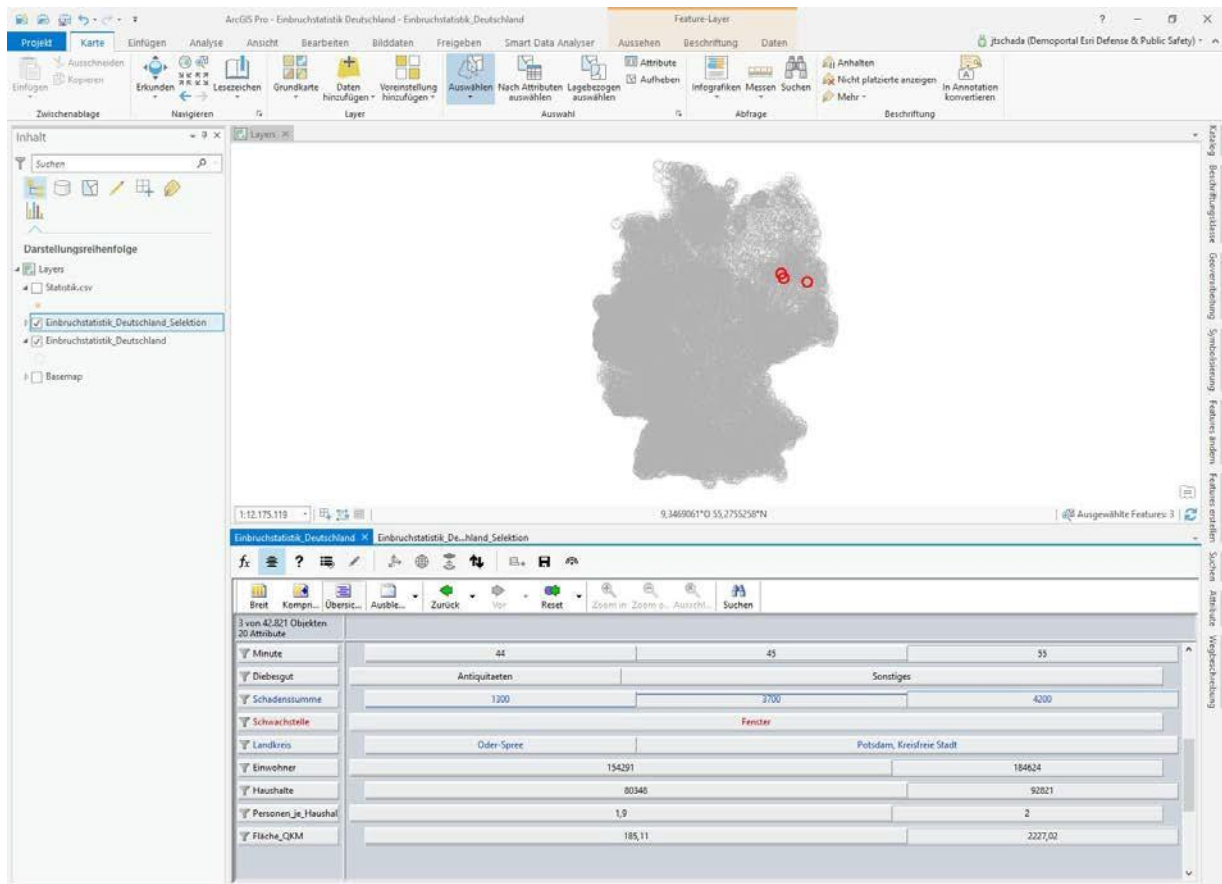 ArcGIS Pro - Einbruchstatistik Deutschland - Einbruchstatistik_Deutschland
Feature-Layer
? – X
Projekt Karte Einfügen Analyse Ansicht Bearbeiten Bilddaten Freigeben Smart Data Analyser Aussehen Beschriftung Daten
jtschada (Demoportal Esri Defense & Public Safety)
Einfügen
Ausschneiden
Kopieren
Zwischenablage
Erkunden
Lesezeichen
Navigieren
Grundkarte
Daten hinzufügen
Voreinstellung hinzufügen
Layer
Auswählen
Nach Attributen auswählen
Lagebezogen auswählen
Attribute
Aufheben
Auswahl
Infografiken Messen Suchen
Abfrage
Anhalten
Nicht platzierte anzeigen
Mehr
In Annotation konvertieren
Beschriftung
Inhalt
Suchen
Darstellungsreihenfolge
Layers
Statistik.csv
Einbruchstatistik_Deutschland_Selektion
Einbruchstatistik_Deutschland
Basemap
Layers
1:12.175.119
9,3469061°O 55,2755258°N
Ausgewählte Features: 3
Einbruchstatistik_Deutschland Einbruchstatistik_De...hland_Selektion
Breit Kompri... Übersic... Ausble... Zurück Vor Reset Zoom in Zoom o... Ausschn... Suchen
3 von 42.821 Objekten
20 Attribute
Minute 44 45 55
Diebesgut Antiquitaeten Sonstiges
Schadenssumme 1300 3700 4200
Schwachstelle Fenster
Landkreis Oder-Spree Potsdam, Kreisfreie Stadt
Einwohner 154291 184624
Haushalte 80348 92821
Personen_je_Haushal 1,9 2
Fläche_QKM 185,11 2227,02
Katalog
Beschriftungsklasse
Geoverarbeitung
Symbolisierung
Features ändern
Features erstellen
Suchen
Attribute
Wegbeschreibung